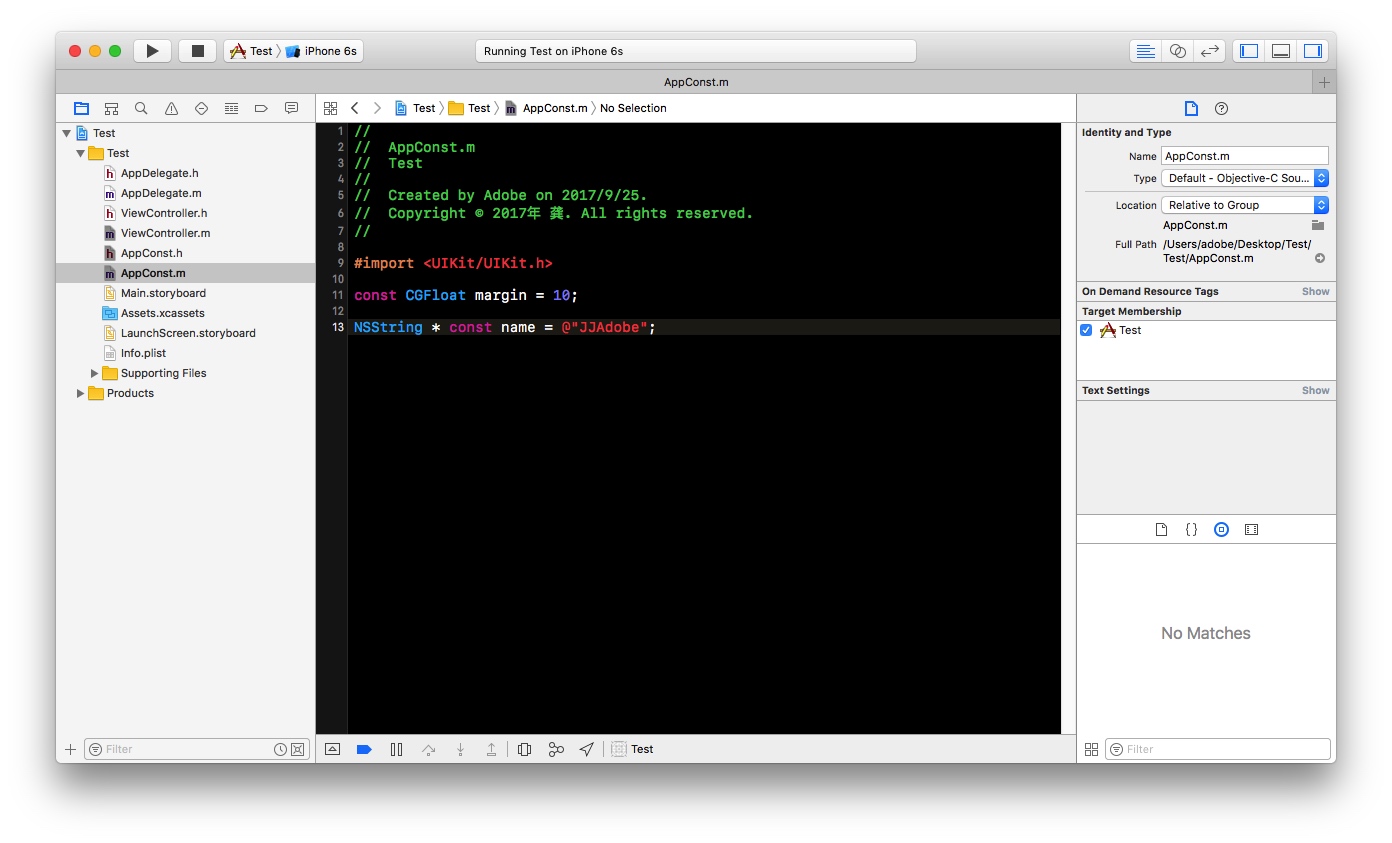 Test 〉 iPhone 6s
Running Test on iPhone 6s
AppConst.m
Test 〉 Test 〉 AppConst.m 〉 No Selection
Test
Test
AppDelegate.h
AppDelegate.m
ViewController.h
ViewController.m
AppConst.h
AppConst.m
Main.storyboard
Assets.xcassets
LaunchScreen.storyboard
Info.plist
Supporting Files
Products
Filter
1 //
2 //  AppConst.m
3 //  Test
4 //
5 //  Created by Adobe on 2017/9/25.
6 //  Copyright © 2017年 龚. All rights reserved.
7 //
8
9 #import <UIKit/UIKit.h>
10
11 const CGFloat margin = 10;
12
13 NSString * const name = @"JJAdobe";
Test
Identity and Type
Name AppConst.m
Type Default - Objective-C Sou...
Location Relative to Group
AppConst.m
Full Path /Users/adobe/Desktop/Test/
Test/AppConst.m
On Demand Resource Tags Show
Target Membership
Test
Text Settings Show
No Matches
Filter